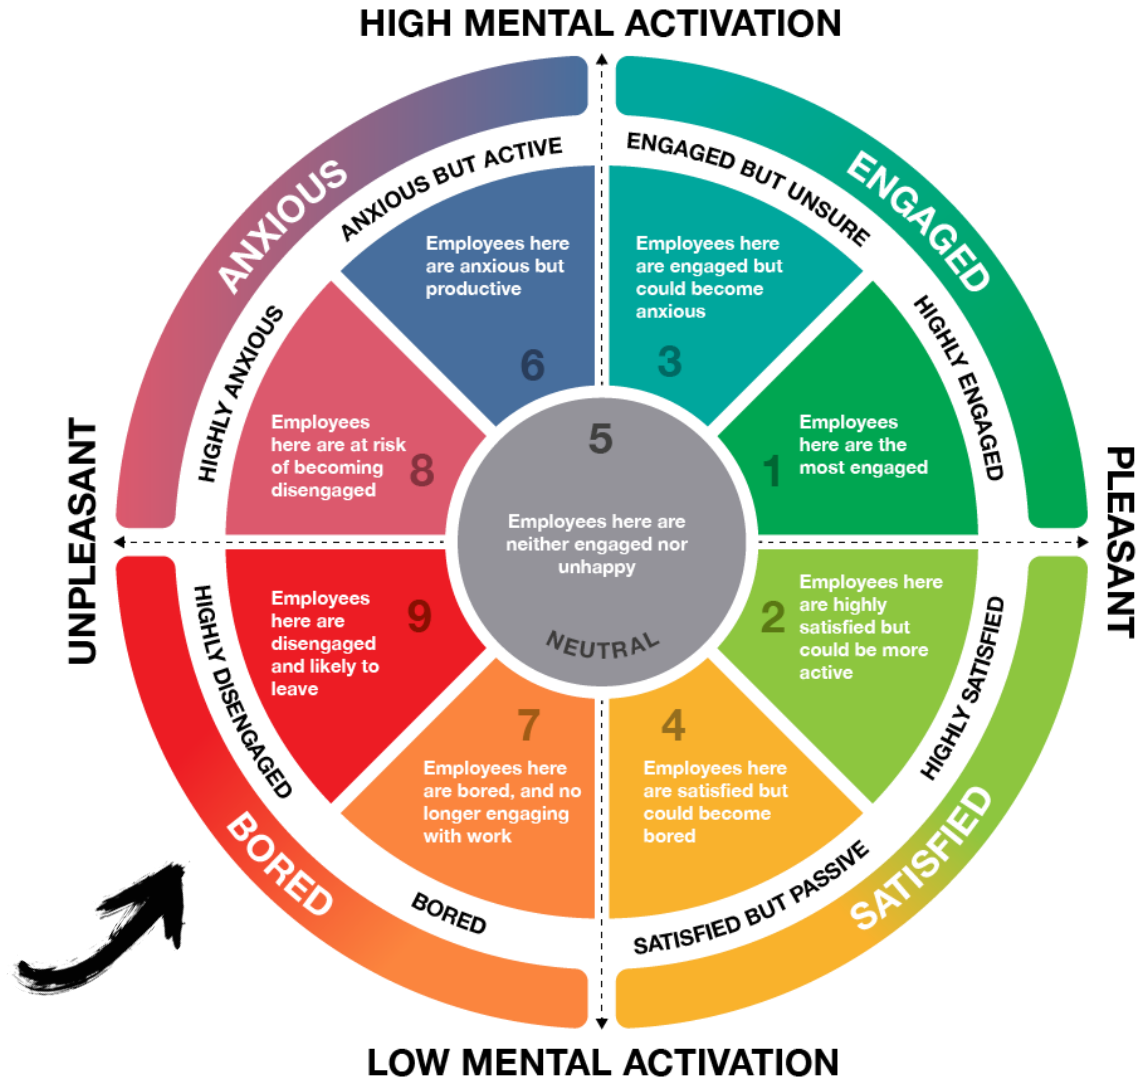 HIGH MENTAL ACTIVATION
ANXIOUS
ENGAGED
ANXIOUS BUT ACTIVE
ENGAGED BUT UNSURE
Employees here
are anxious but
productive
6
Employees here
are engaged but
could become
anxious
3
HIGHLY ANXIOUS
HIGHLY ENGAGED
Employees
here are at risk
of becoming
disengaged
8
5
Employees here are
neither engaged nor
unhappy
NEUTRAL
1
Employees
here are the
most engaged
UNPLEASANT
PLEASANT
HIGHLY DISENGAGED
Employees
here are
disengaged
and likely to
leave
9
2
Employees here
are highly
satisfied but
could be more
active
HIGHLY SATISFIED
7
Employees here
are bored, and no
longer engaging
with work
4
Employees here
are satisfied but
could become
bored
BORED
SATISFIED
BORED
SATISFIED BUT PASSIVE
LOW MENTAL ACTIVATION